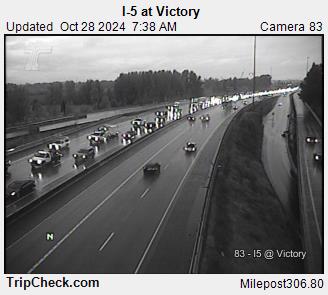 I-5 at Victory
Updated Oct 28 2024 7:38 AM Camera 83
N
83 - I5 @ Victory
TripCheck.com Milepost306.80